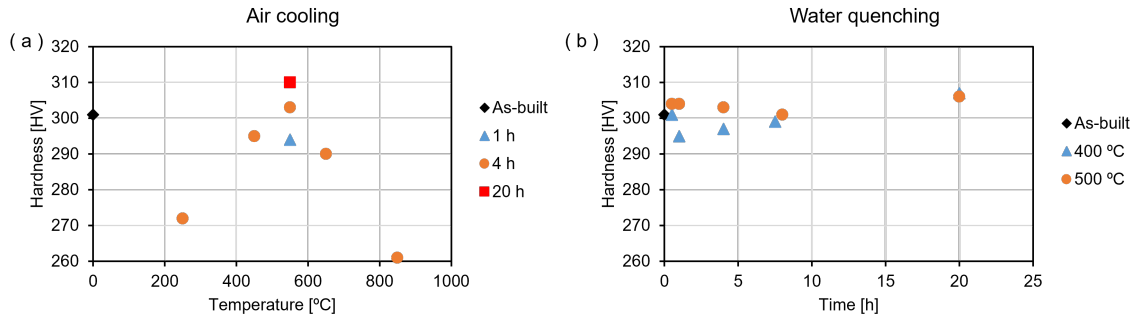 Air cooling
( a )
320
310
300
290
280
270
260
Hardness [HV]
0
200
400
600
800
1000
Temperature [ºC]
As-built
1 h
4 h
20 h
Water quenching
( b )
320
310
300
290
280
270
260
Hardness [HV]
0
5
10
15
20
25
Time [h]
As-built
400 ºC
500 ºC